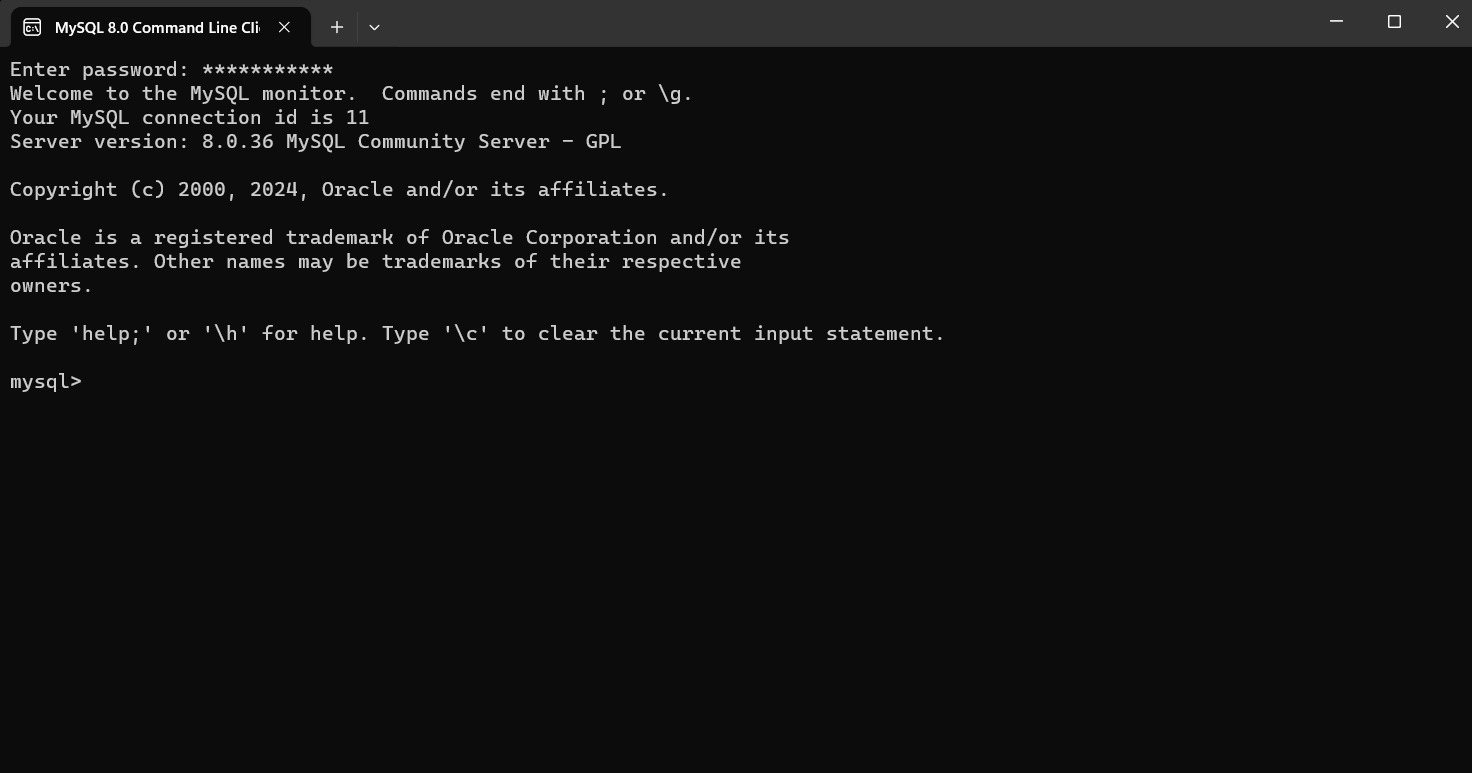 MySQL 8.0 Command Line Cli
Enter password: ***********
Welcome to the MySQL monitor.  Commands end with ; or \g.
Your MySQL connection id is 11
Server version: 8.0.36 MySQL Community Server - GPL
Copyright (c) 2000, 2024, Oracle and/or its affiliates.
Oracle is a registered trademark of Oracle Corporation and/or its
affiliates. Other names may be trademarks of their respective
owners.
Type 'help;' or '\h' for help. Type '\c' to clear the current input statement.
mysql>